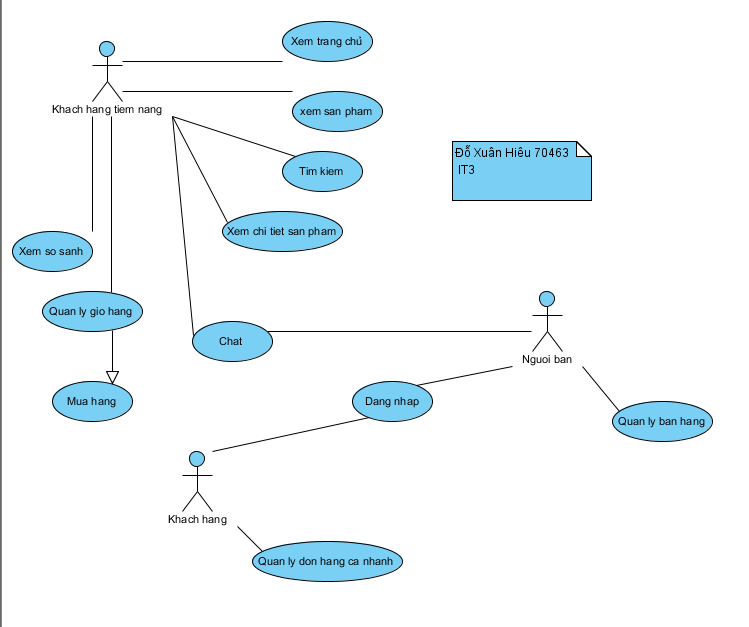 Xem trang chủ
Khach hang tiem nang
xem san pham
Đỗ Xuân Hiêu 70463
IT3
Tim kiem
Xem chi tiet san pham
Xem so sanh
Quan ly gio hang
Chat
Nguoi ban
Mua hang
Dang nhap
Quan ly ban hang
Khach hang
Quan ly don hang ca nhanh